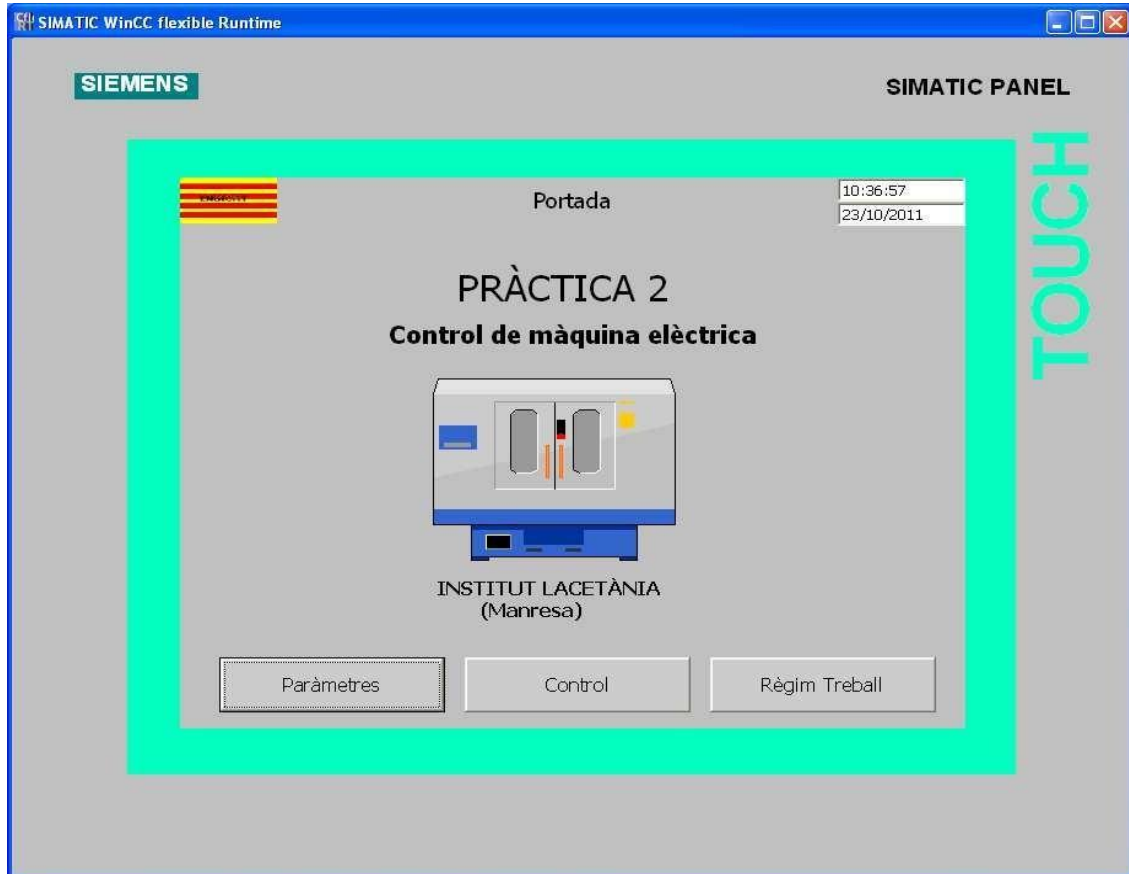 SIMATIC WinCC flexible Runtime
SIEMENS
SIMATIC PANEL
TOUCH
Portada
10:36:57
23/10/2011
PRÀCTICA 2
Control de màquina elèctrica
INSTITUT LACETÀNIA
(Manresa)
Paràmetres
Control
Règim Treball